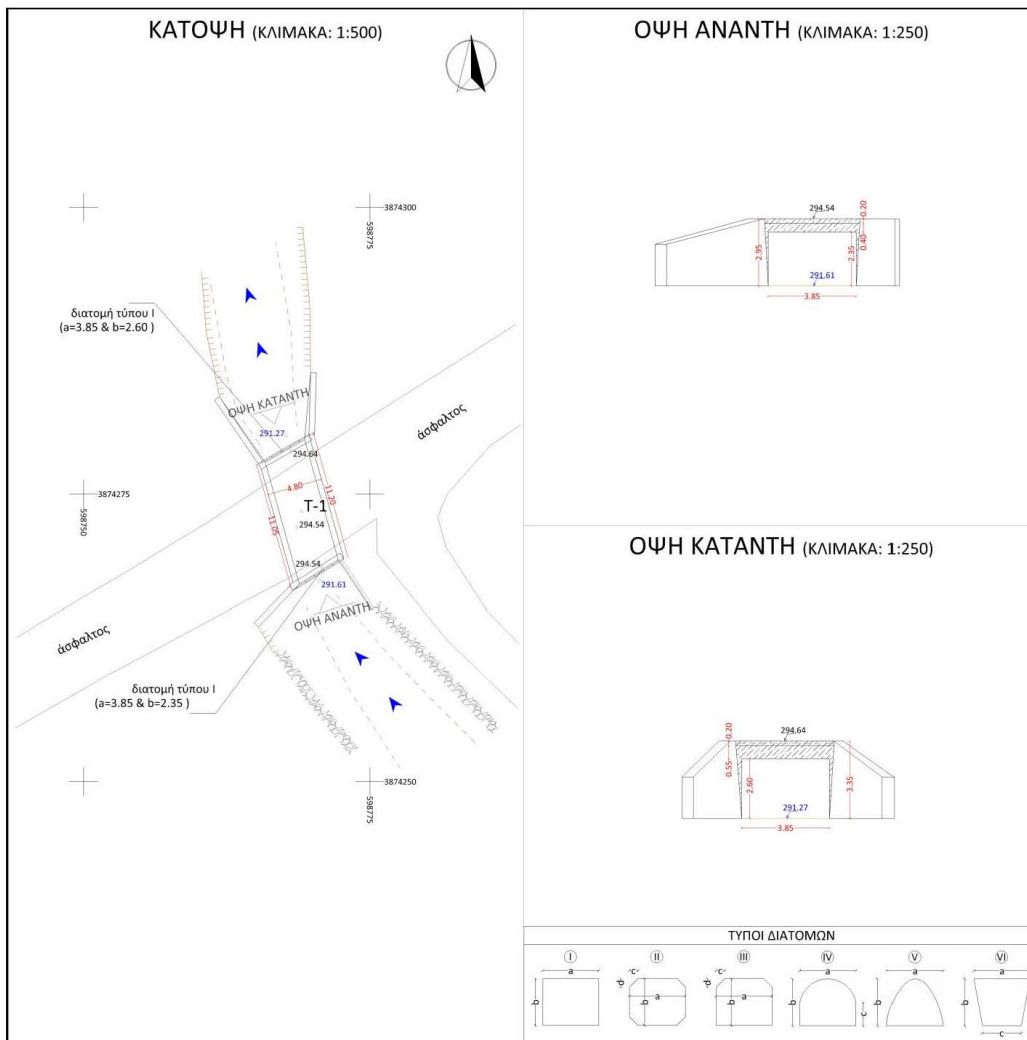 ΚΑΤΟΨΗ (ΚΛΙΜΑΚΑ: 1:500)
3874300
598775
διατομή τύπου Ι
(a=3.85 & b=2.60 )
ΟΨΗ ΚΑΤΑΝΤΗ
291.27
294.64
άσφαλτος
3874275
598750
4.80
11.20
11.05
Τ-1
294.54
294.54
291.61
ΟΨΗ ΑΝΑΝΤΗ
άσφαλτος
διατομή τύπου Ι
(a=3.85 & b=2.35 )
3874250
598775
ΟΨΗ ΑΝΑΝΤΗ (ΚΛΙΜΑΚΑ: 1:250)
294.54
0.20
0.40
2.95
2.35
291.61
3.85
ΟΨΗ ΚΑΤΑΝΤΗ (ΚΛΙΜΑΚΑ: 1:250)
294.64
0.20
0.55
2.60
3.35
291.27
3.85
ΤΥΠΟΙ ΔΙΑΤΟΜΩΝ
I II III IV V VI
a c c a a a
d d
b b a b a b b b
c c